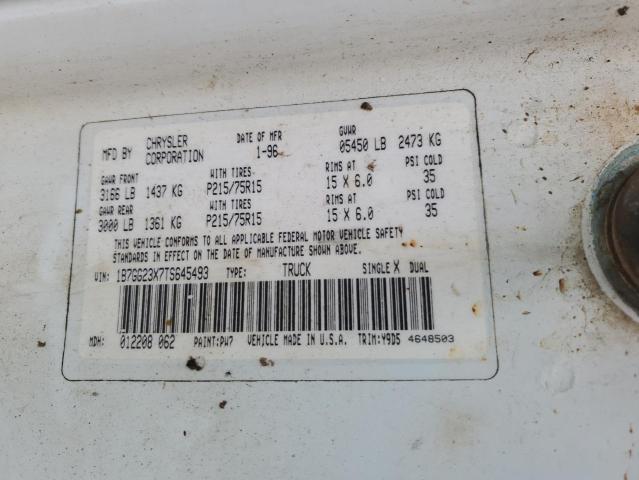 MFD BY CHRYSLER CORPORATION DATE OF MFR 1-96 GVWR 05450 LB 2473 KG
GAWR FRONT WITH TIRES RIMS AT PSI COLD
3166 LB 1437 KG P215/75R15 15 X 6.0 35
GAWR REAR WITH TIRES RIMS AT PSI COLD
3000 LB 1361 KG P215/75R15 15 X 6.0 35
THIS VEHICLE CONFORMS TO ALL APPLICABLE FEDERAL MOTOR VEHICLE SAFETY
STANDARDS IN EFFECT ON THE DATE OF MANUFACTURE SHOWN ABOVE.
VIN: 1B7GG23X7TS645493 TYPE: TRUCK SINGLE X DUAL
MDH: 012208 062 PAINT:PW7 VEHICLE MADE IN U.S.A. TRIM:Y9D5 4648503